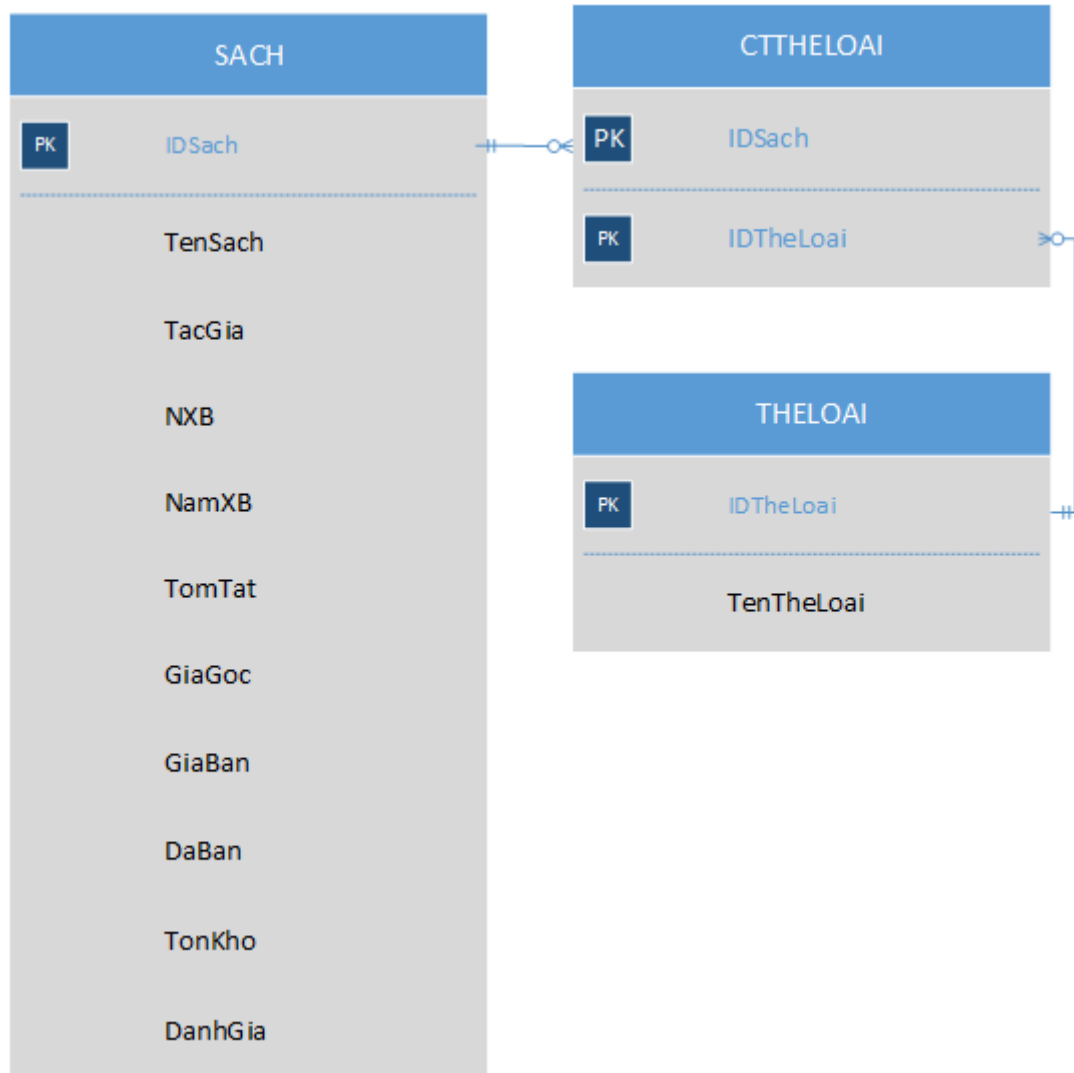 SACH
PK IDSach
TenSach
TacGia
NXB
NamXB
TomTat
GiaGoc
GiaBan
DaBan
TonKho
DanhGia
CTTHELOAI
PK IDSach
PK IDTheLoai
THELOAI
PK IDTheLoai
TenTheLoai